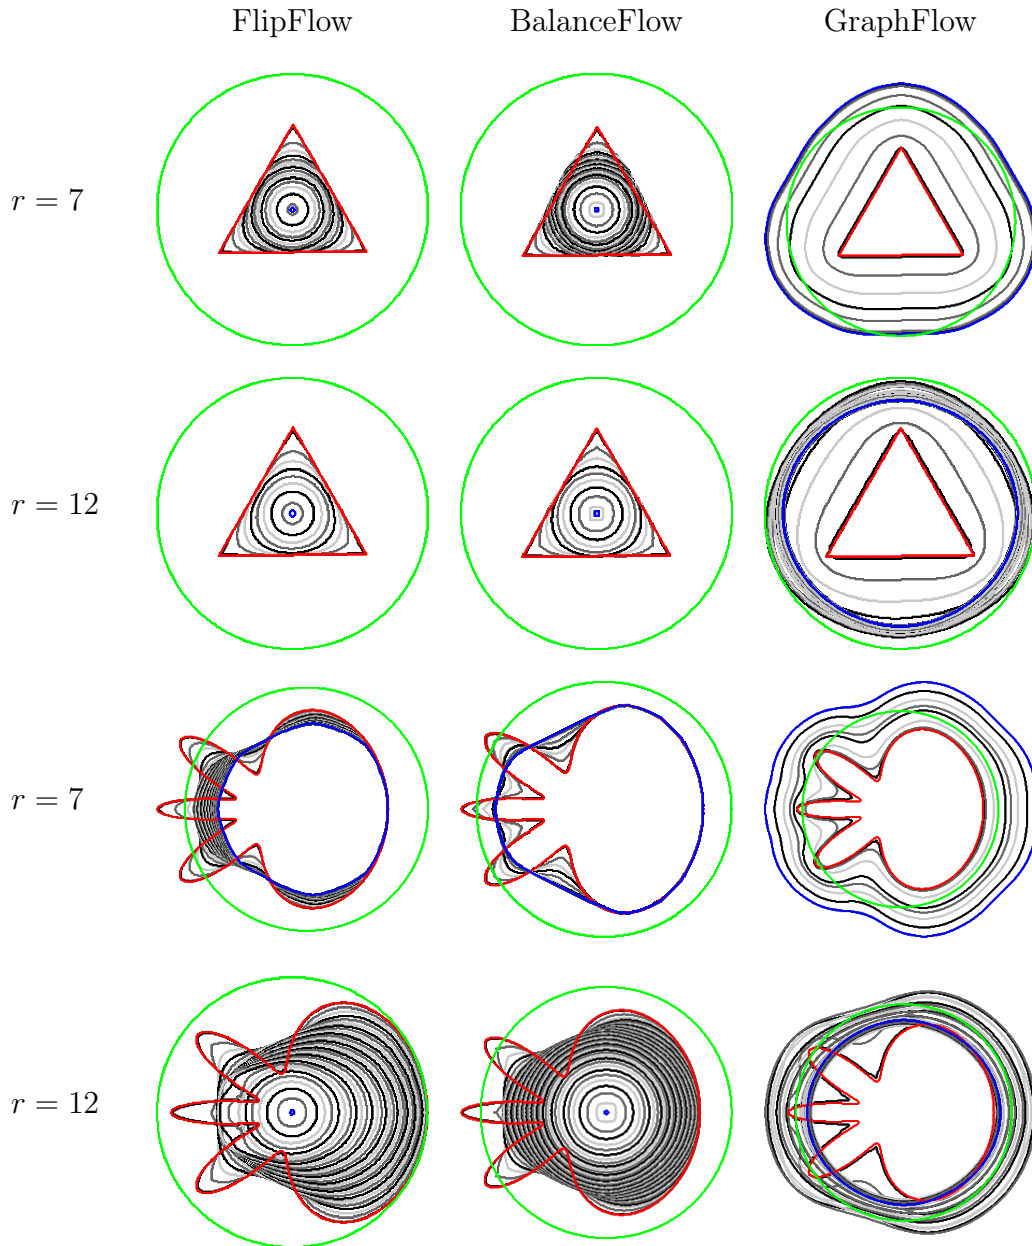 FlipFlow BalanceFlow GraphFlow
r = 7
r = 12
r = 7
r = 12